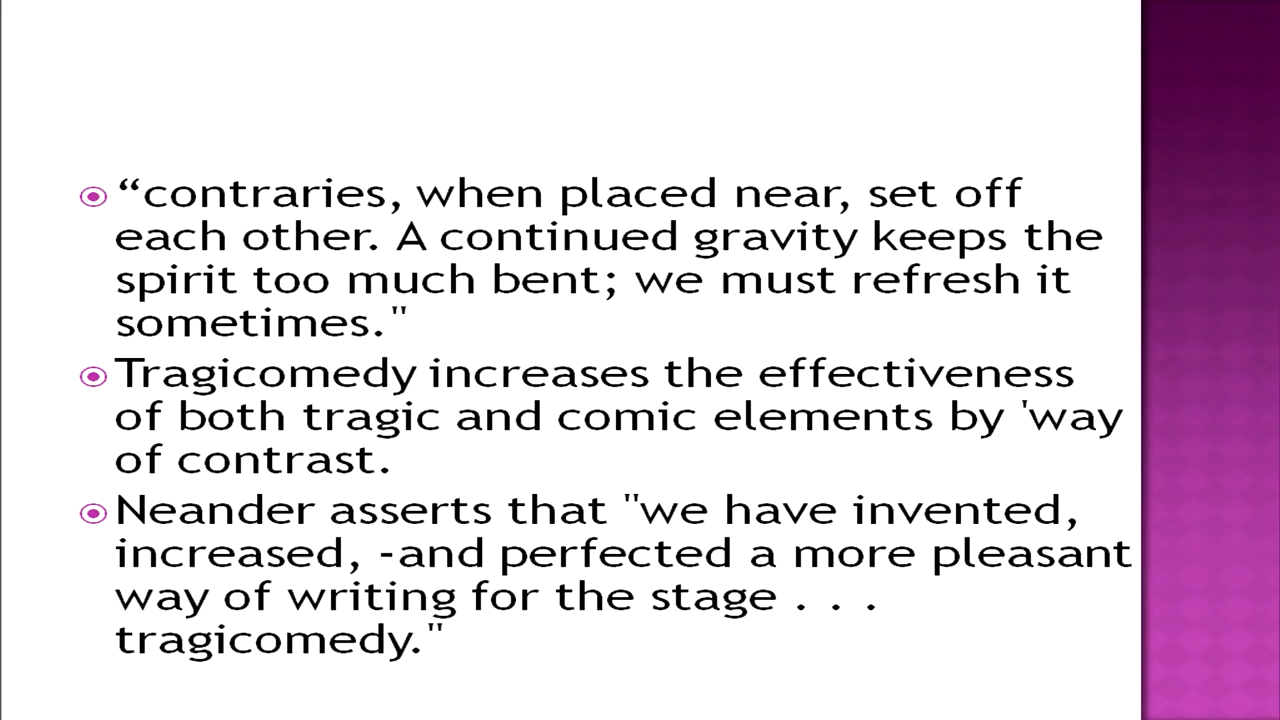 “contraries, when placed near, set off
each other. A continued gravity keeps the
spirit too much bent; we must refresh it
sometimes."
Tragicomedy increases the effectiveness
of both tragic and comic elements by 'way
of contrast.
Neander asserts that "we have invented,
increased, -and perfected a more pleasant
way of writing for the stage . . .
tragicomedy."